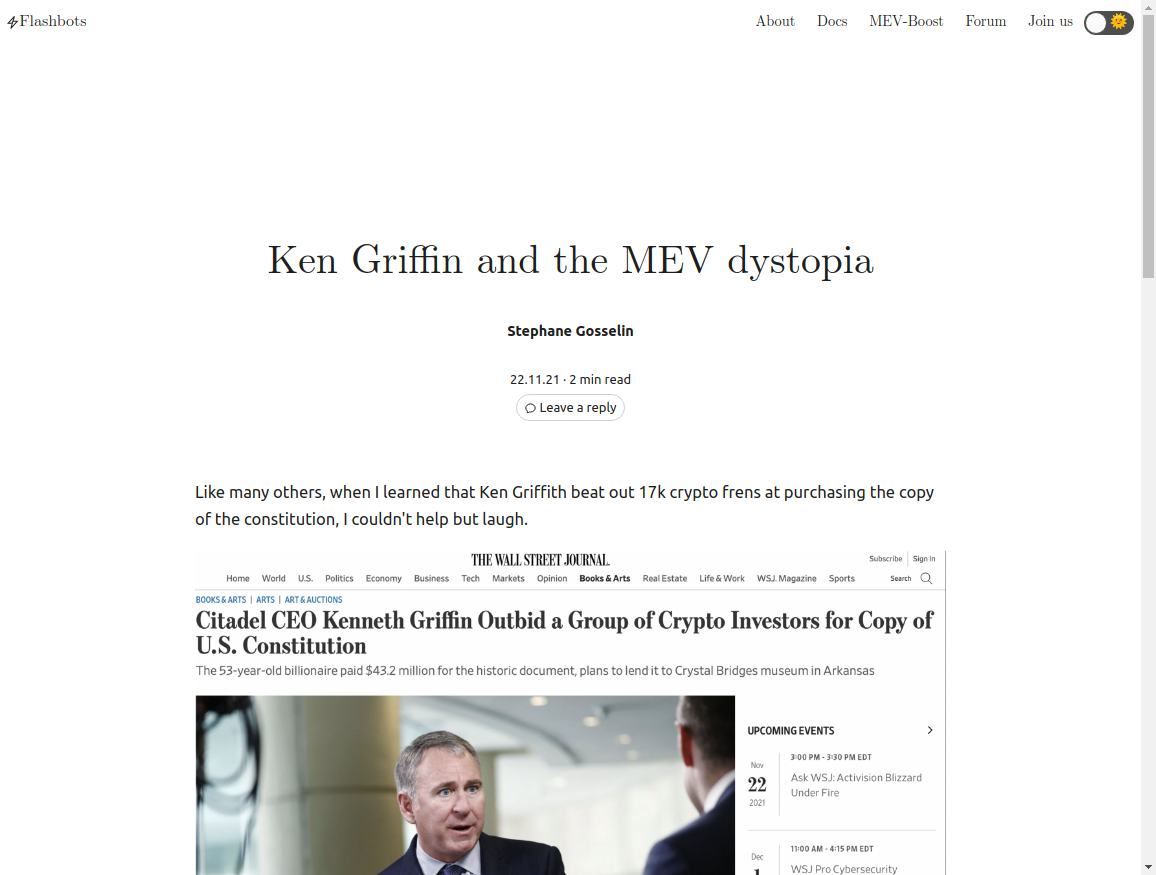 Flashbots
About Docs MEV-Boost Forum Join us
Ken Griffin and the MEV dystopia
Stephane Gosselin
22.11.21 · 2 min read
Leave a reply
Like many others, when I learned that Ken Griffith beat out 17k crypto frens at purchasing the copy
of the constitution, I couldn't help but laugh.
THE WALL STREET JOURNAL.
Subscribe Sign In
Home World U.S. Politics Economy Business Tech Markets Opinion Books & Arts Real Estate Life & Work WSJ. Magazine Sports Search
BOOKS & ARTS | ARTS | ART & AUCTIONS
Citadel CEO Kenneth Griffin Outbid a Group of Crypto Investors for Copy of
U.S. Constitution
The 53-year-old billionaire paid $43.2 million for the historic document, plans to lend it to Crystal Bridges museum in Arkansas
UPCOMING EVENTS
Nov
22
2021
3:00 PM - 3:30 PM EDT
Ask WSJ: Activision Blizzard
Under Fire
Dec
1
11:00 AM - 4:15 PM EDT
WSJ Pro Cybersecurity